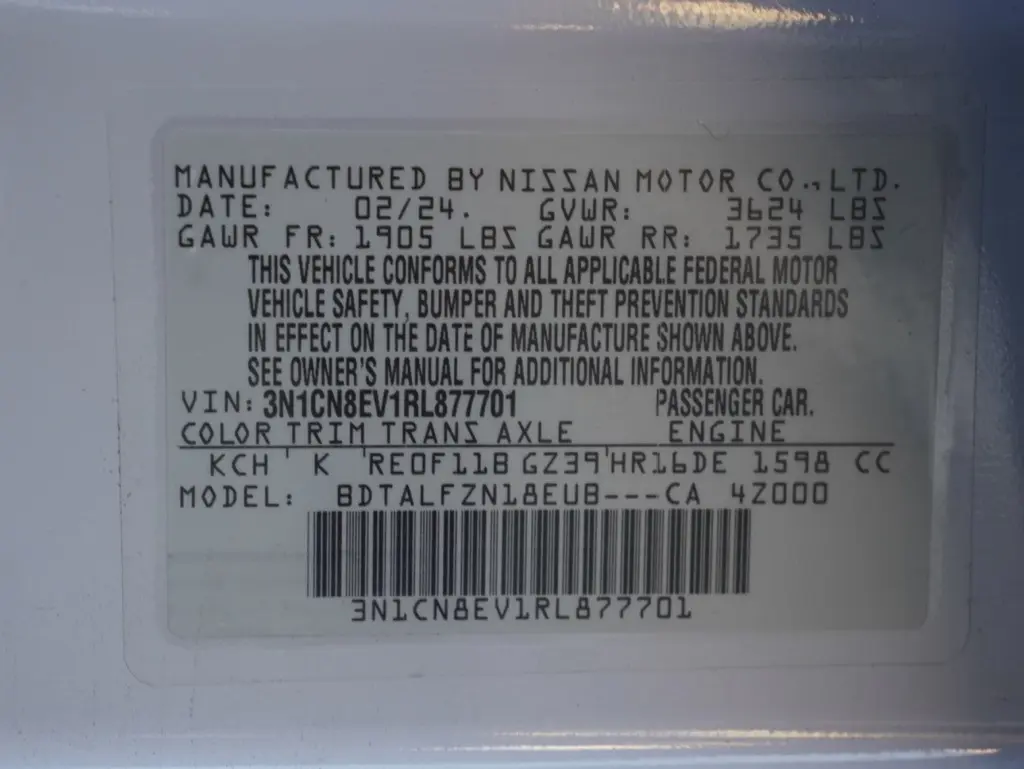 MANUFACTURED BY NISSAN MOTOR CO.,LTD.
DATE: 02/24. GVWR: 3624 LBS
GAWR FR: 1905 LBS GAWR RR: 1735 LBS
THIS VEHICLE CONFORMS TO ALL APPLICABLE FEDERAL MOTOR
VEHICLE SAFETY, BUMPER AND THEFT PREVENTION STANDARDS
IN EFFECT ON THE DATE OF MANUFACTURE SHOWN ABOVE.
SEE OWNER'S MANUAL FOR ADDITIONAL INFORMATION.
VIN: 3N1CN8EV1RL877701 PASSENGER CAR.
COLOR TRIM TRANS AXLE ENGINE
KCH ' K 'RE0F11B GZ39'HR16DE 1598 CC
MODEL: BDTALFZN18EUB---CA 4Z000
3N1CN8EV1RL877701